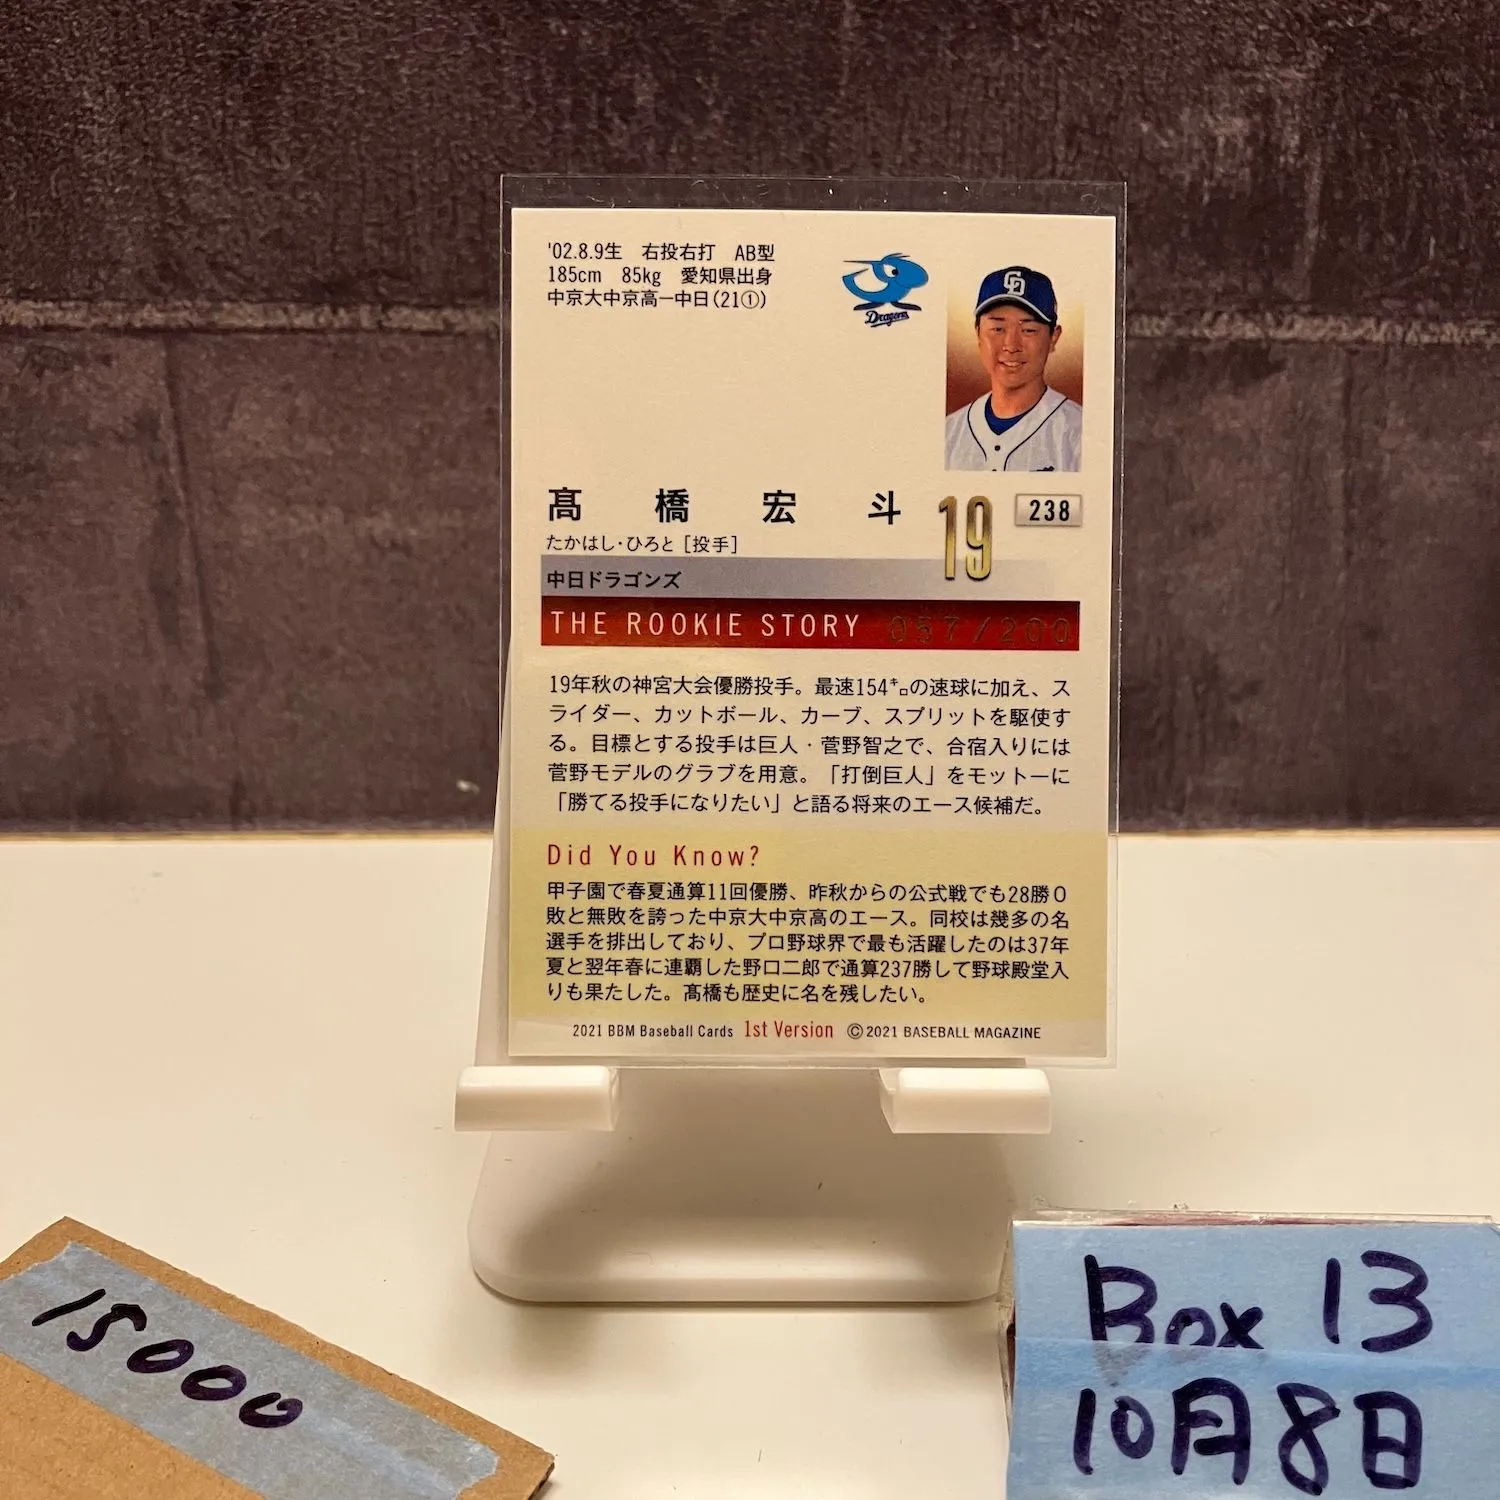 '02.8.9生 右投右打 AB型
185cm 85kg 愛知県出身
中京大中京高―中日(21①)
Dragons
CD
髙橋宏斗
19
238
たかはし・ひろと [投手]
中日ドラゴンズ
THE ROOKIE STORY 057/200
19年秋の神宮大会優勝投手。最速154㌔の速球に加え、ス
ライダー、カットボール、カーブ、スプリットを駆使す
る。目標とする投手は巨人・菅野智之で、合宿入りには
菅野モデルのグラブを用意。「打倒巨人」をモットーに
「勝てる投手になりたい」と語る将来のエース候補だ。
Did You Know?
甲子園で春夏通算11回優勝、昨秋からの公式戦でも28勝0
敗と無敗を誇った中京大中京高のエース。同校は幾多の名
選手を排出しており、プロ野球界で最も活躍したのは37年
夏と翌年春に連覇した野口二郎で通算237勝して野球殿堂入
りも果たした。髙橋も歴史に名を残したい。
2021 BBM Baseball Cards 1st Version ©2021 BASEBALL MAGAZINE
15000
Box 13
10月8日